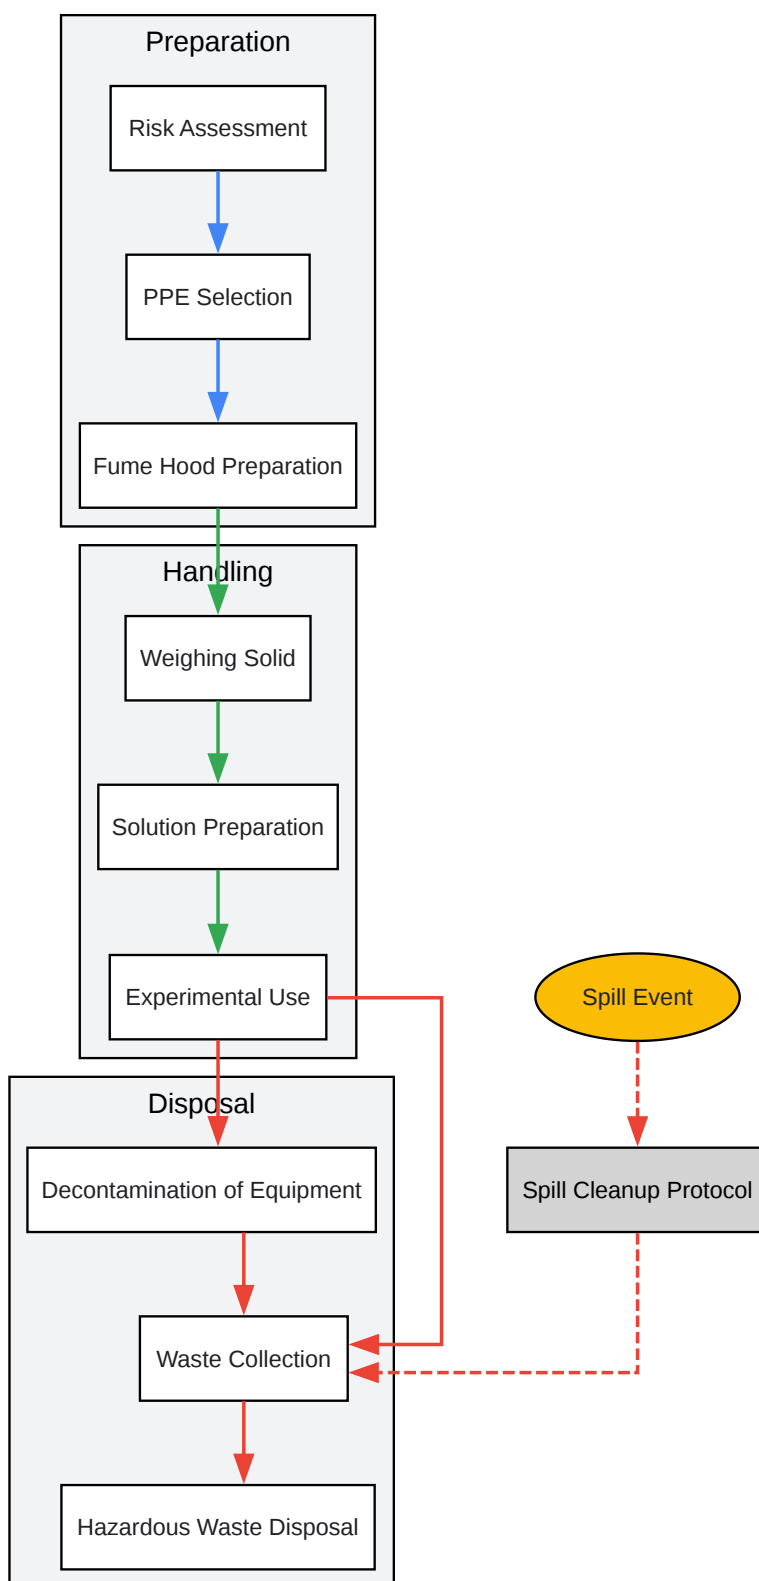 Preparation
Risk Assessment
PPE Selection
Fume Hood Preparation
Handling
Weighing Solid
Solution Preparation
Experimental Use
Spill Event
Disposal
Decontamination of Equipment
Spill Cleanup Protocol
Waste Collection
Hazardous Waste Disposal